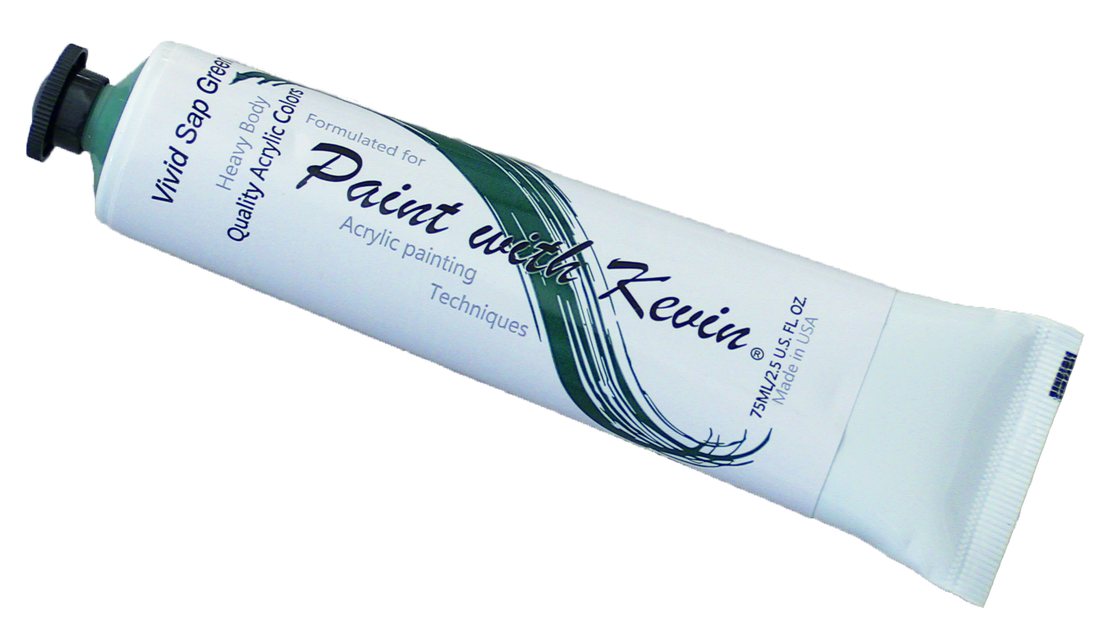 Vivid Sap Green
Heavy Body
Quality Acrylic Colors
Formulated for
Paint with Kevin®
Acrylic painting
Techniques
75ML/2.5 U.S. FL OZ.
Made in USA